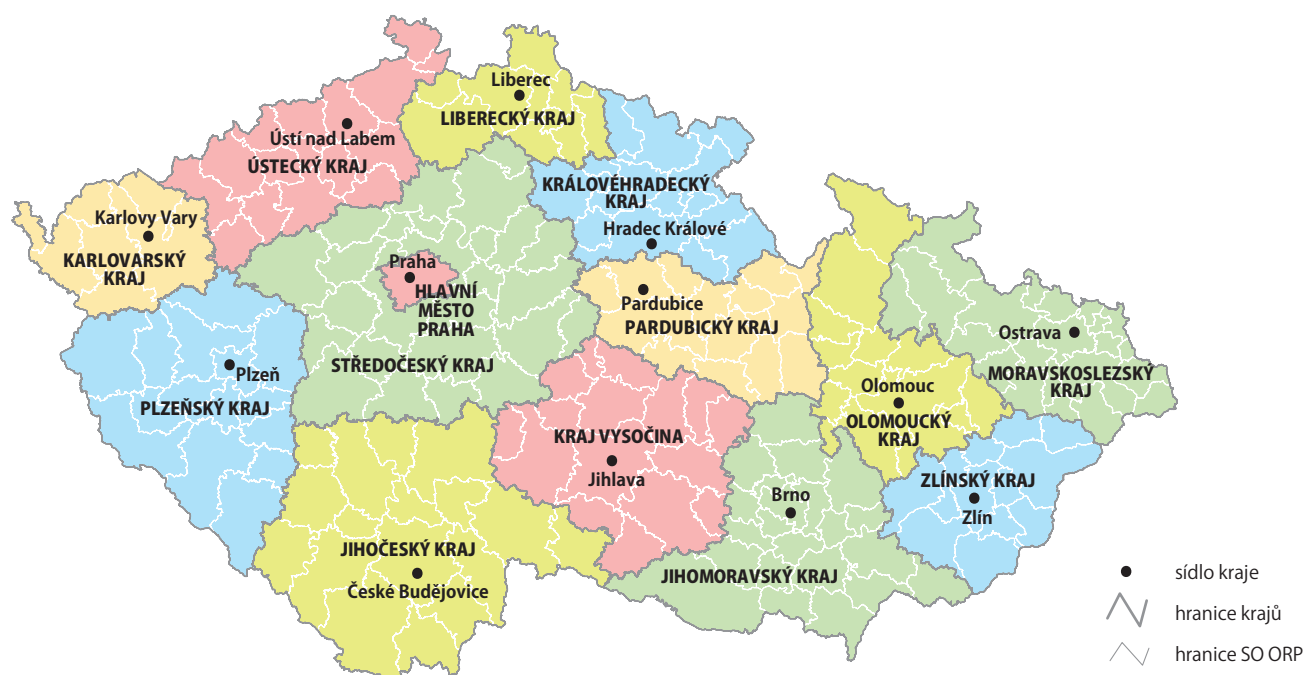 Liberec
LIBERECKÝ KRAJ
Ústí nad Labem
ÚSTECKÝ KRAJ
KRÁLOVÉHRADECKÝ
KRAJ
Hradec Králové
Karlovy Vary
KARLOVARSKÝ
KRAJ
Praha
HLAVNÍ
MĚSTO
PRAHA
STŘEDOČESKÝ KRAJ
Pardubice
PARDUBICKÝ KRAJ
Ostrava
MORAVSKOSLEZSKÝ
KRAJ
Plzeň
PLZEŇSKÝ KRAJ
Olomouc
OLOMOUCKÝ
KRAJ
KRAJ VYSOČINA
Jihlava
ZLÍNSKÝ KRAJ
Zlín
Brno
JIHOMORAVSKÝ KRAJ
JIHOČESKÝ KRAJ
České Budějovice
sídlo kraje
hranice krajů
hranice SO ORP